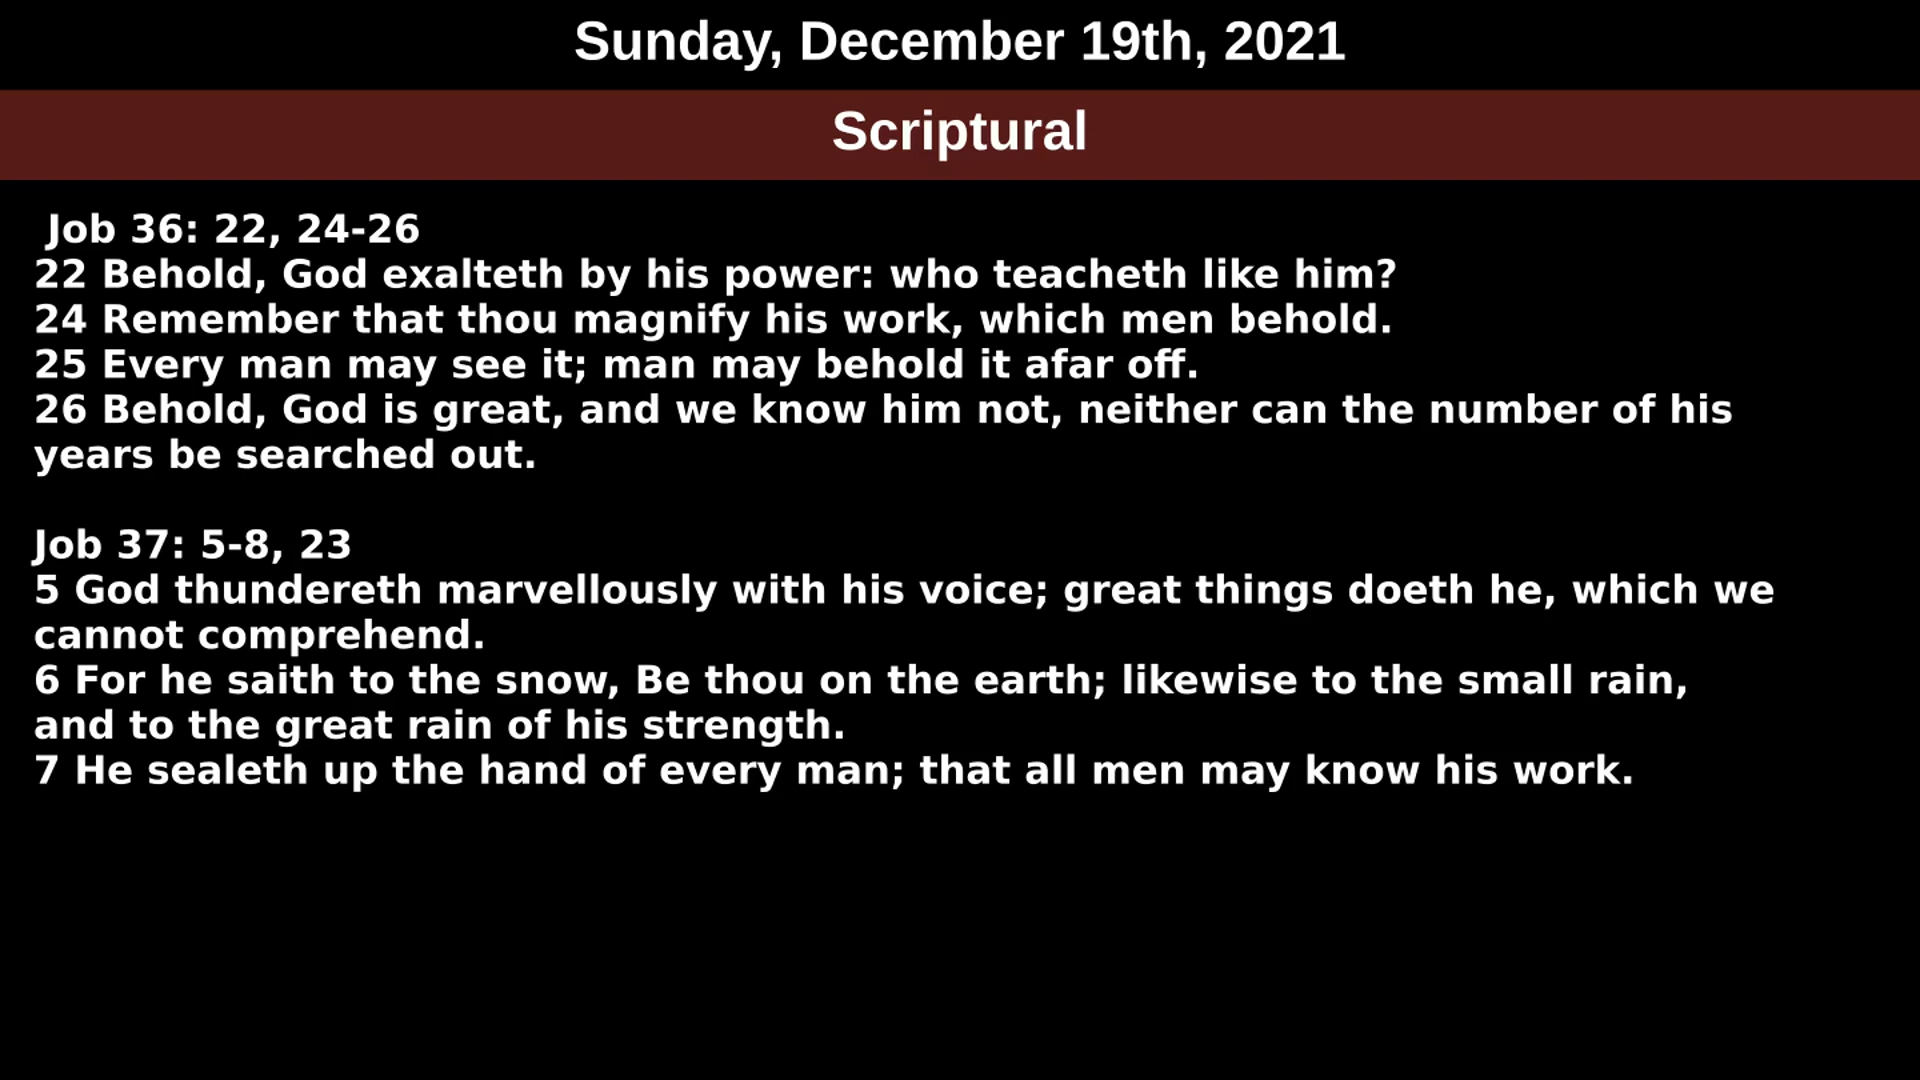 Sunday, December 19th, 2021
Scriptural
Job 36: 22, 24-26
22 Behold, God exalteth by his power: who teacheth like him?
24 Remember that thou magnify his work, which men behold.
25 Every man may see it; man may behold it afar off.
26 Behold, God is great, and we know him not, neither can the number of his
years be searched out.
Job 37: 5-8, 23
5 God thundereth marvellously with his voice; great things doeth he, which we
cannot comprehend.
6 For he saith to the snow, Be thou on the earth; likewise to the small rain,
and to the great rain of his strength.
7 He sealeth up the hand of every man; that all men may know his work.